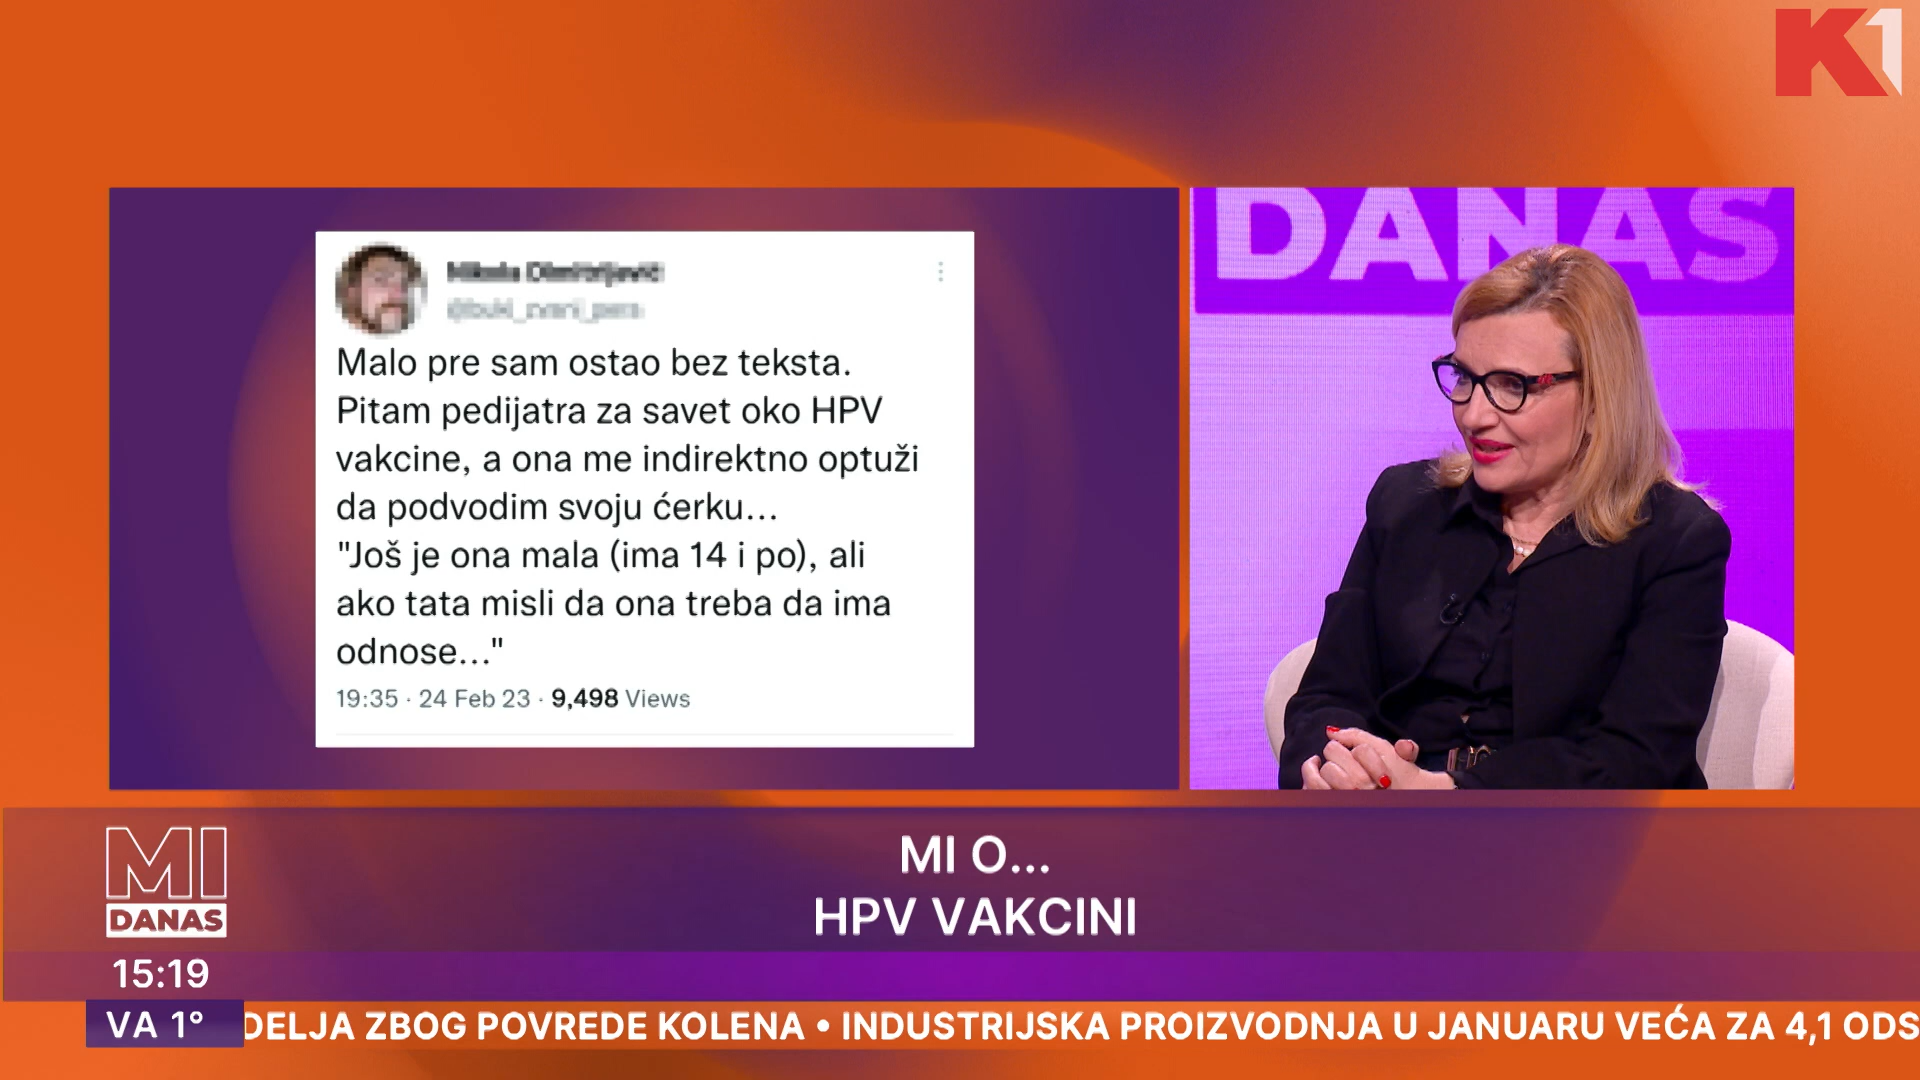 K1
DANAS
Malo pre sam ostao bez teksta.
Pitam pedijatra za savet oko HPV
vakcine, a ona me indirektno optuži
da podvodim svoju ćerku...
"Još je ona mala (ima 14 i po), ali
ako tata misli da ona treba da ima
odnose..."
19:35 · 24 Feb 23 · 9,498 Views
MI O...
HPV VAKCINI
MI
DANAS
15:19
VA 1°
DELJA ZBOG POVREDE KOLENA • INDUSTRIJSKA PROIZVODNJA U JANUARU VEĆA ZA 4,1 ODS